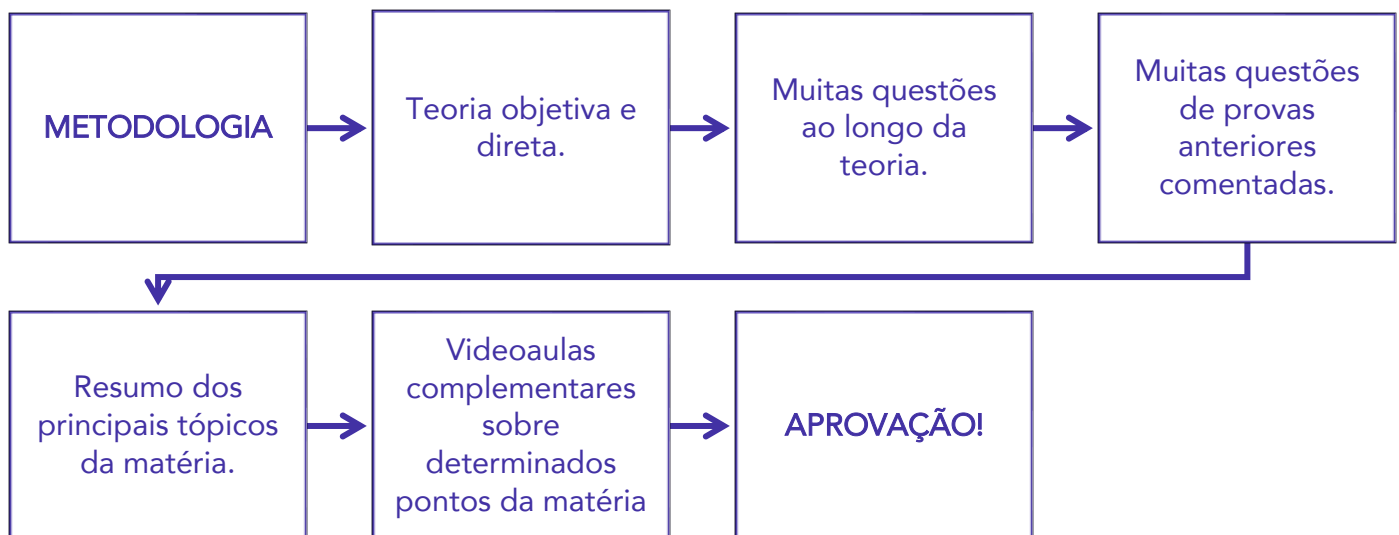 METODOLOGIA
Teoria objetiva e
direta.
Muitas questões
ao longo da
teoria.
Muitas questões
de provas
anteriores
comentadas.
Resumo dos
principais tópicos
da matéria.
Videoaulas
complementares
sobre
determinados
pontos da matéria
APROVAÇÃO!